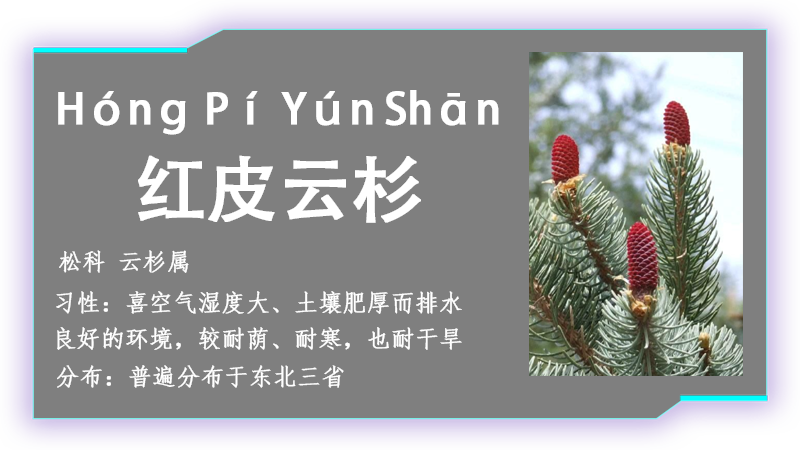 Hóng Pí Yún Shān
红皮云杉
松科 云杉属
习性：喜空气湿度大、土壤肥厚而排水
良好的环境，较耐荫、耐寒，也耐干旱
分布：普遍分布于东北三省